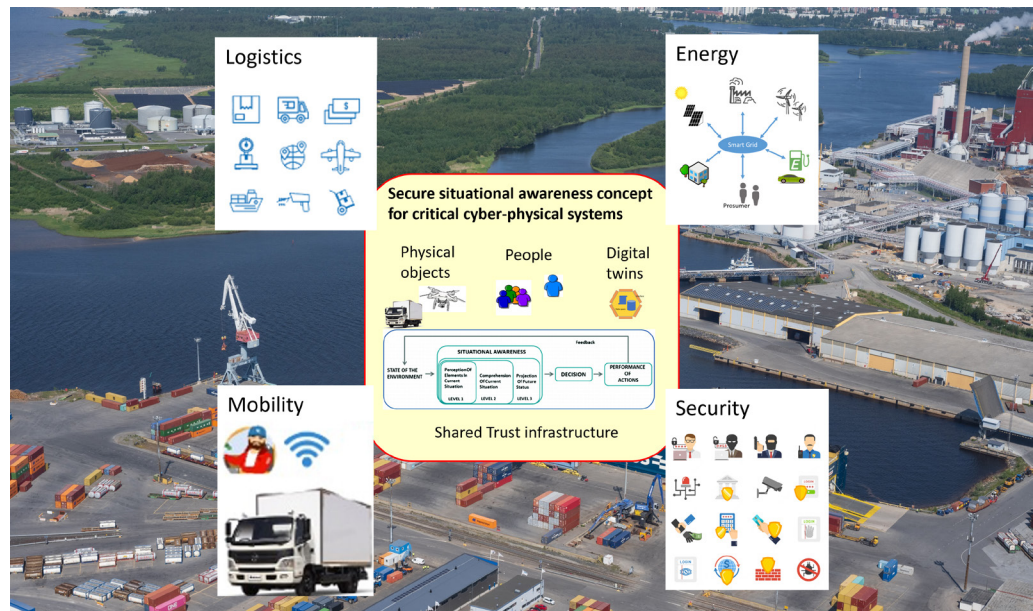 Logistics
Energy
Smart Grid
Prosumer
Secure situational awareness concept
for critical cyber-physical systems
Physical
objects
People
Digital
twins
Feedback
SITUATIONAL AWARENESS
STATE OF THE
ENVIRONMENT
Perception Of
Elements In
Current
Situation
LEVEL 1
Comprehension
Of Current
Situation
LEVEL 2
Projection
Of Future
Status
LEVEL 3
DECISION
PERFORMANCE
OF
ACTIONS
Shared Trust infrastructure
Mobility
Security
LOGIN
LOGIN